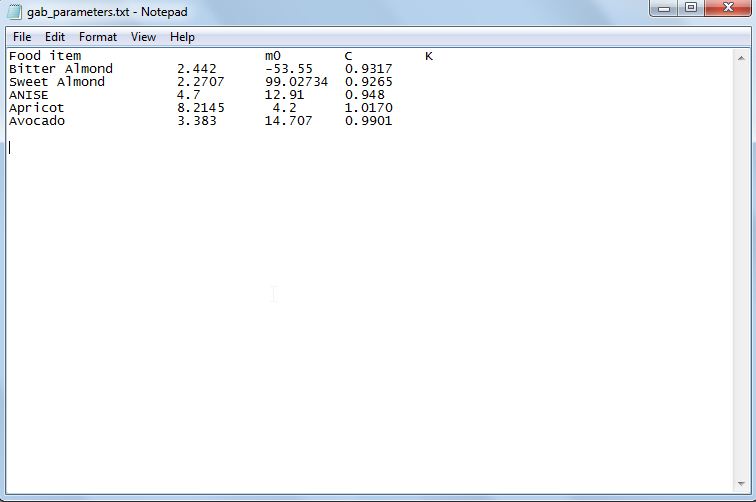 gab_parameters.txt - Notepad
File Edit Format View Help
Food item m0 C K
Bitter Almond 2.442 -53.55 0.9317
Sweet Almond 2.2707 99.02734 0.9265
ANISE 4.7 12.91 0.948
Apricot 8.2145 4.2 1.0170
Avocado 3.383 14.707 0.9901